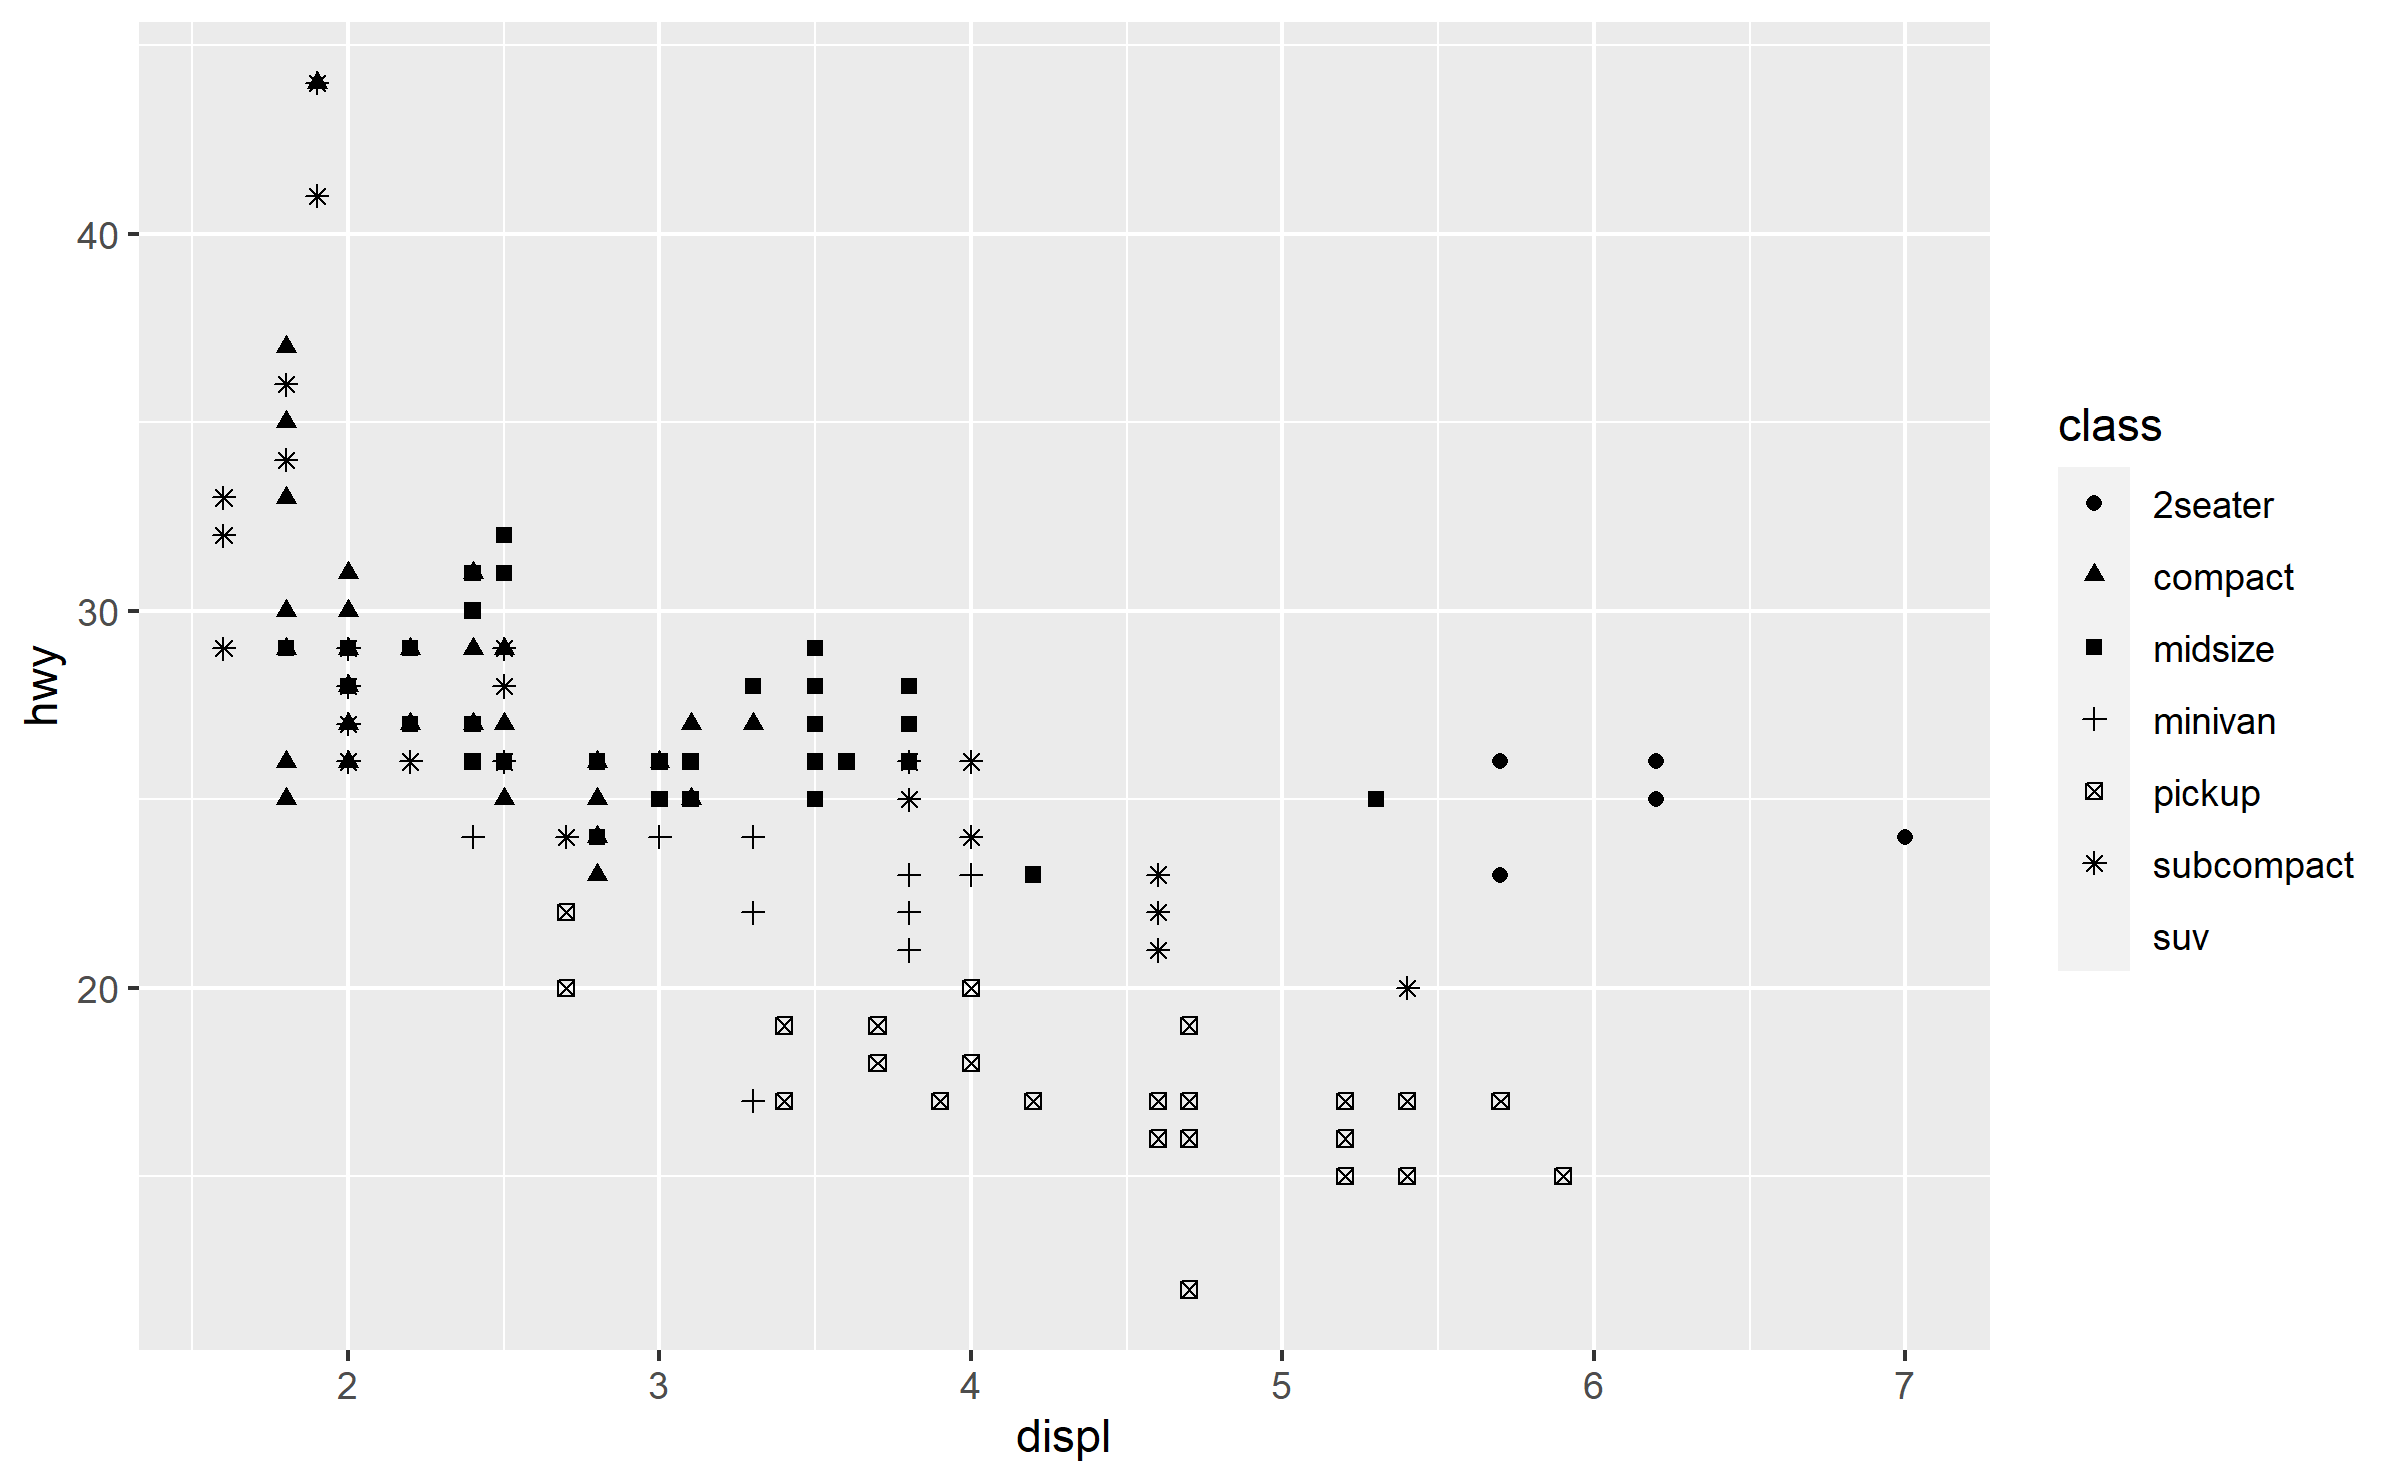 40
30
20
hwy
2
3
4
5
6
7
displ
class
2seater
compact
midsize
minivan
pickup
subcompact
suv